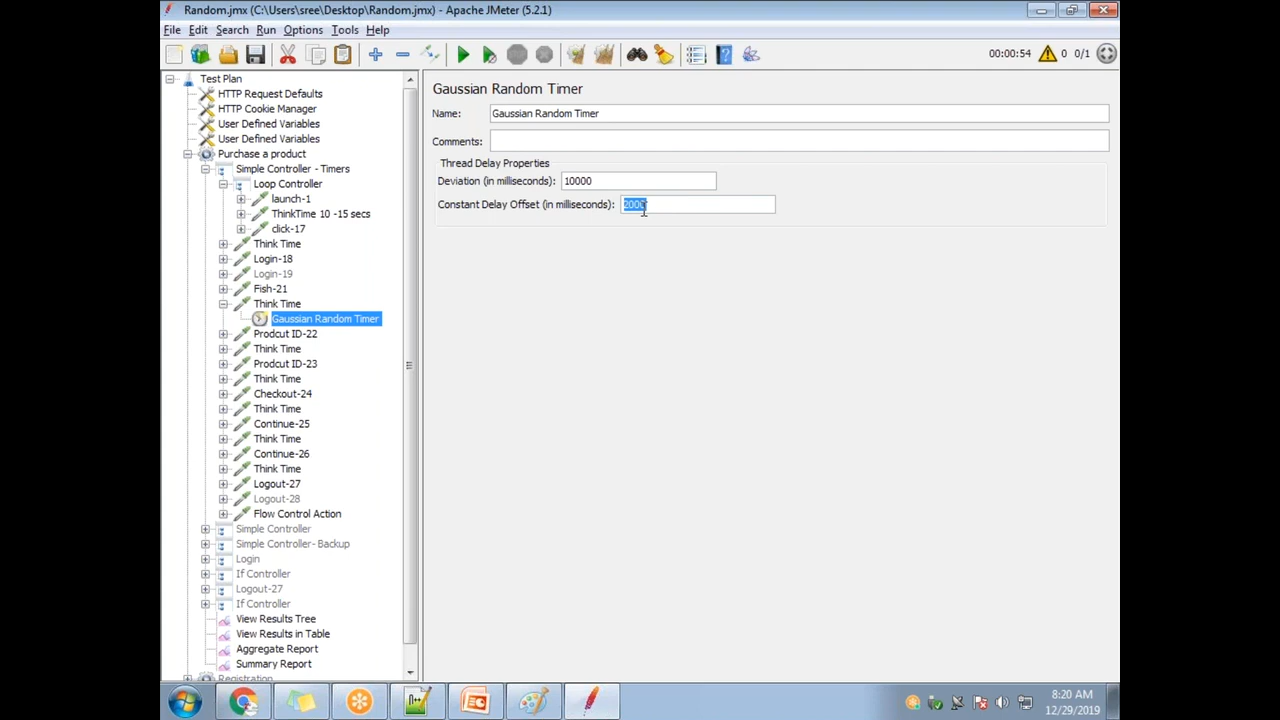 Random.jmx (C:\Users\sree\Desktop\Random.jmx) - Apache JMeter (5.2.1)
File Edit Search Run Options Tools Help
00:00:54 0 0/1
Test Plan
HTTP Request Defaults
HTTP Cookie Manager
User Defined Variables
User Defined Variables
Purchase a product
Simple Controller - Timers
Loop Controller
launch-1
ThinkTime 10 -15 secs
click-17
Think Time
Login-18
Login-19
Fish-21
Think Time
Gaussian Random Timer
Prodcut ID-22
Think Time
Prodcut ID-23
Think Time
Checkout-24
Think Time
Continue-25
Think Time
Continue-26
Think Time
Logout-27
Logout-28
Flow Control Action
Simple Controller
Simple Controller- Backup
Login
If Controller
Logout-27
If Controller
View Results Tree
View Results in Table
Aggregate Report
Summary Report
Registration
Gaussian Random Timer
Name: Gaussian Random Timer
Comments:
Thread Delay Properties
Deviation (in milliseconds): 10000
Constant Delay Offset (in milliseconds): 2000
8:20 AM
12/29/2019